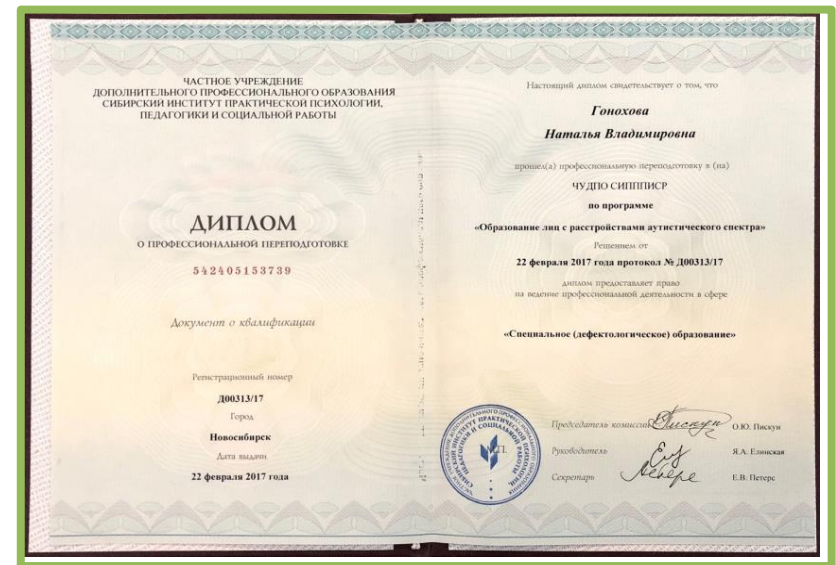 ЧАСТНОЕ УЧРЕЖДЕНИЕ
ДОПОЛНИТЕЛЬНОГО ПРОФЕССИОНАЛЬНОГО ОБРАЗОВАНИЯ
СИБИРСКИЙ ИНСТИТУТ ПРАКТИЧЕСКОЙ ПСИХОЛОГИИ,
ПЕДАГОГИКИ И СОЦИАЛЬНОЙ РАБОТЫ
ДИПЛОМ
О ПРОФЕССИОНАЛЬНОЙ ПЕРЕПОДГОТОВКЕ
542405153739
Документ о квалификации
Регистрационный номер
Д00313/17
Город
Новосибирск
Дата выдачи
22 февраля 2017 года
Настоящий диплом свидетельствует о том, что
Гонохова
Наталья Владимировна
прошел(а) профессиональную переподготовку в (на)
ЧУДПО СИППИСР
по программе
«Образование лиц с расстройствами аутистического спектра»
Решением от
22 февраля 2017 года протокол № Д00313/17
диплом предоставляет право
на ведение профессиональной деятельности в сфере
«Специальное (дефектологическое) образование»
Председатель комиссии О.Ю. Пискун
М.П. Руководитель Я.А. Езинская
Секретарь Е.В. Петерс